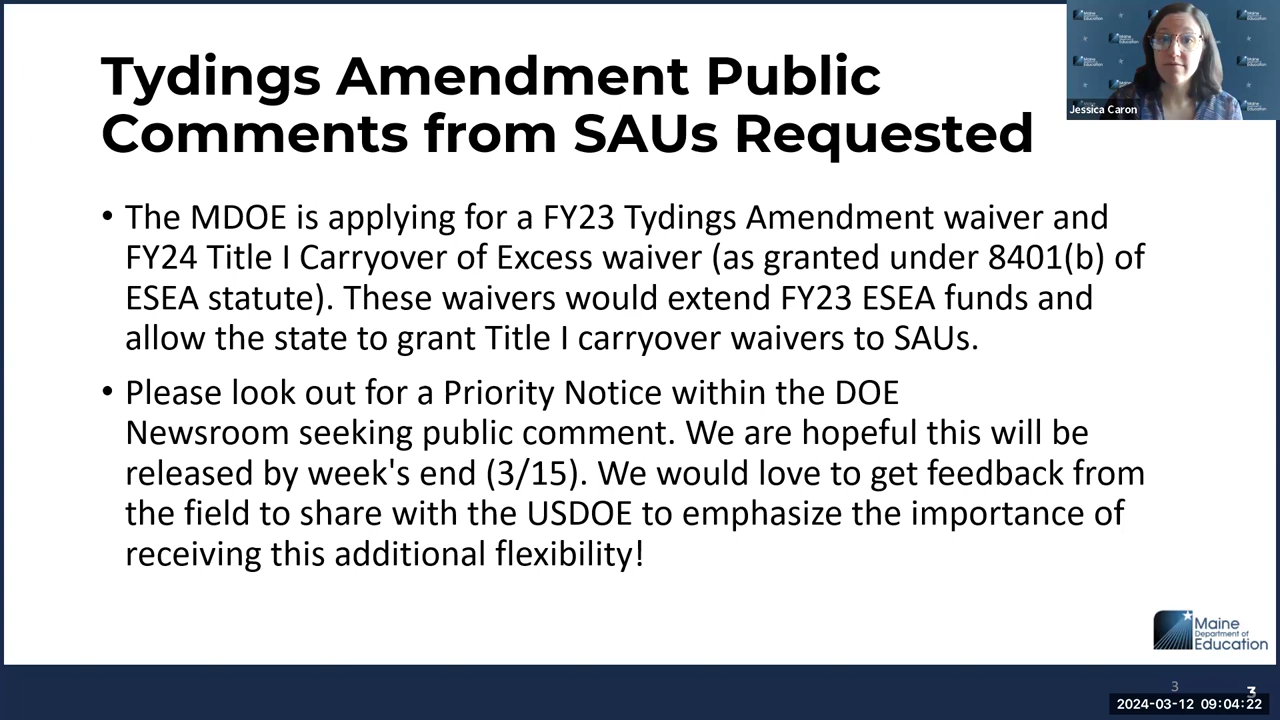 Tydings Amendment Public
Comments from SAUs Requested
• The MDOE is applying for a FY23 Tydings Amendment waiver and
FY24 Title I Carryover of Excess waiver (as granted under 8401(b) of
ESEA statute). These waivers would extend FY23 ESEA funds and
allow the state to grant Title I carryover waivers to SAUs.
• Please look out for a Priority Notice within the DOE
Newsroom seeking public comment. We are hopeful this will be
released by week's end (3/15). We would love to get feedback from
the field to share with the USDOE to emphasize the importance of
receiving this additional flexibility!
Jessica Caron
Maine
Department of
Education
3
3
2024-03-12 09:04:22